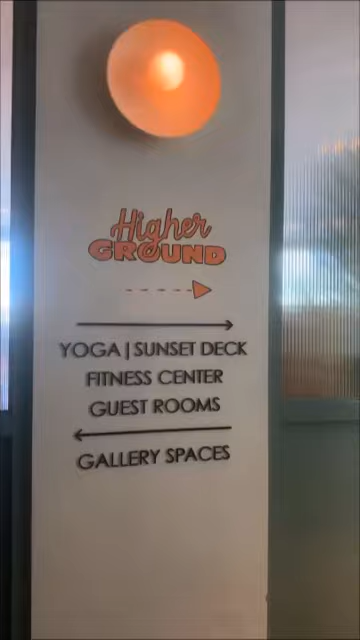 Higher
GROUND
YOGA | SUNSET DECK
FITNESS CENTER
GUEST ROOMS
GALLERY SPACES